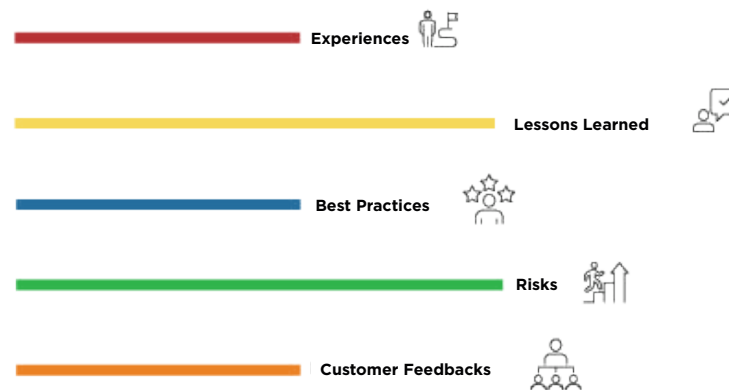 Experiences
Lessons Learned
Best Practices
Risks
Customer Feedbacks